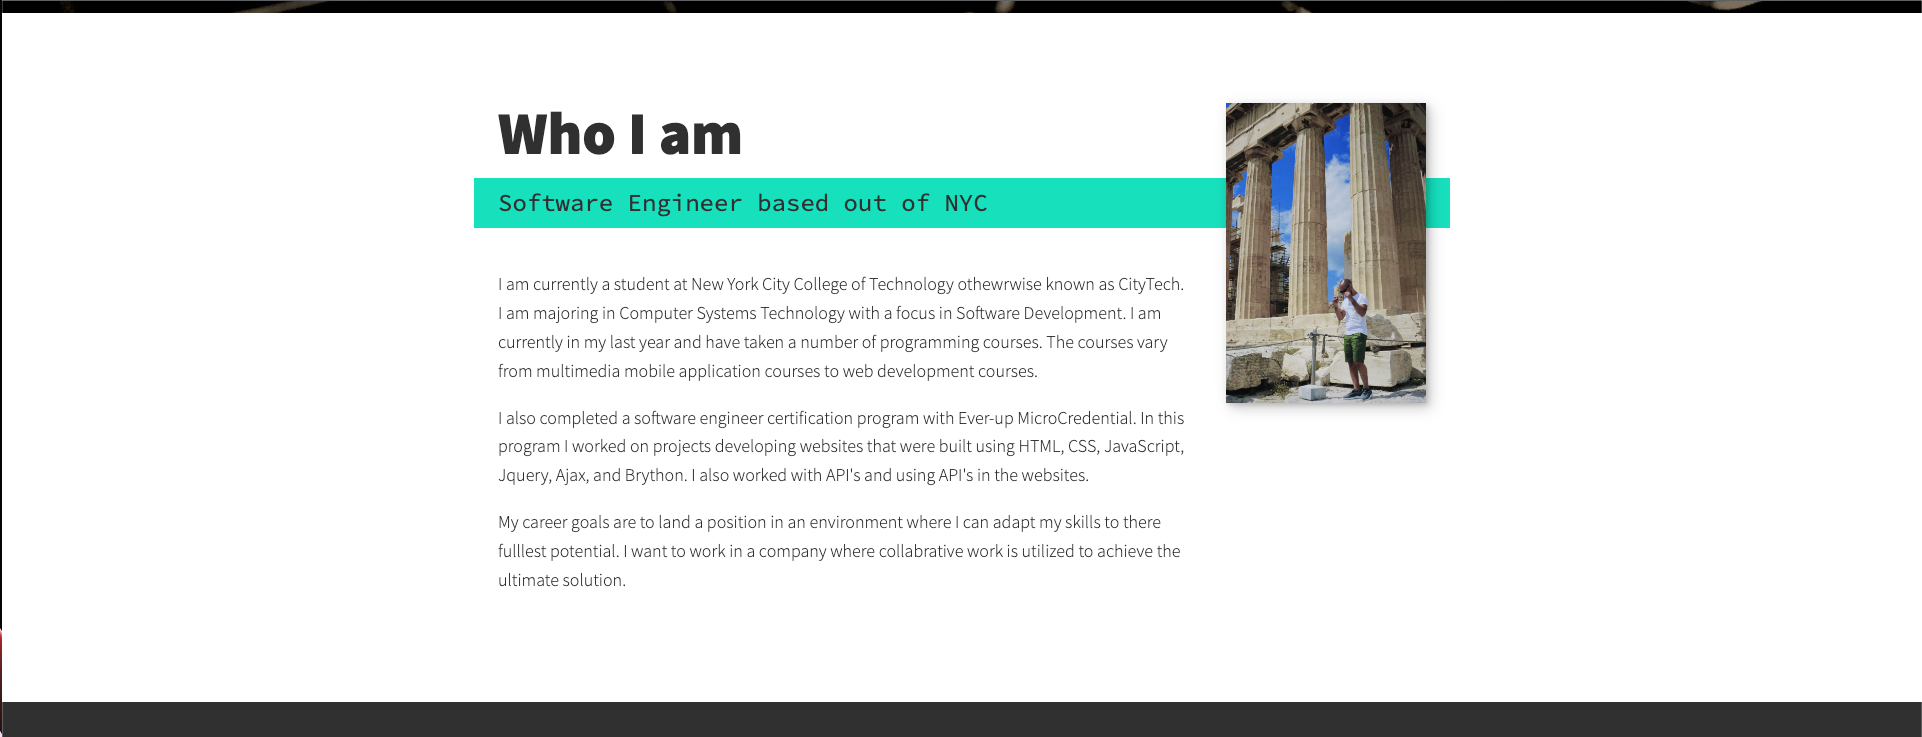 Who I am
Software Engineer based out of NYC
I am currently a student at New York City College of Technology othewrwise known as CityTech.
I am majoring in Computer Systems Technology with a focus in Software Development. I am
currently in my last year and have taken a number of programming courses. The courses vary
from multimedia mobile application courses to web development courses.
I also completed a software engineer certification program with Ever-up MicroCredential. In this
program I worked on projects developing websites that were built using HTML, CSS, JavaScript,
Jquery, Ajax, and Brython. I also worked with API's and using API's in the websites.
My career goals are to land a position in an environment where I can adapt my skills to there
fulllest potential. I want to work in a company where collabrative work is utilized to achieve the
ultimate solution.